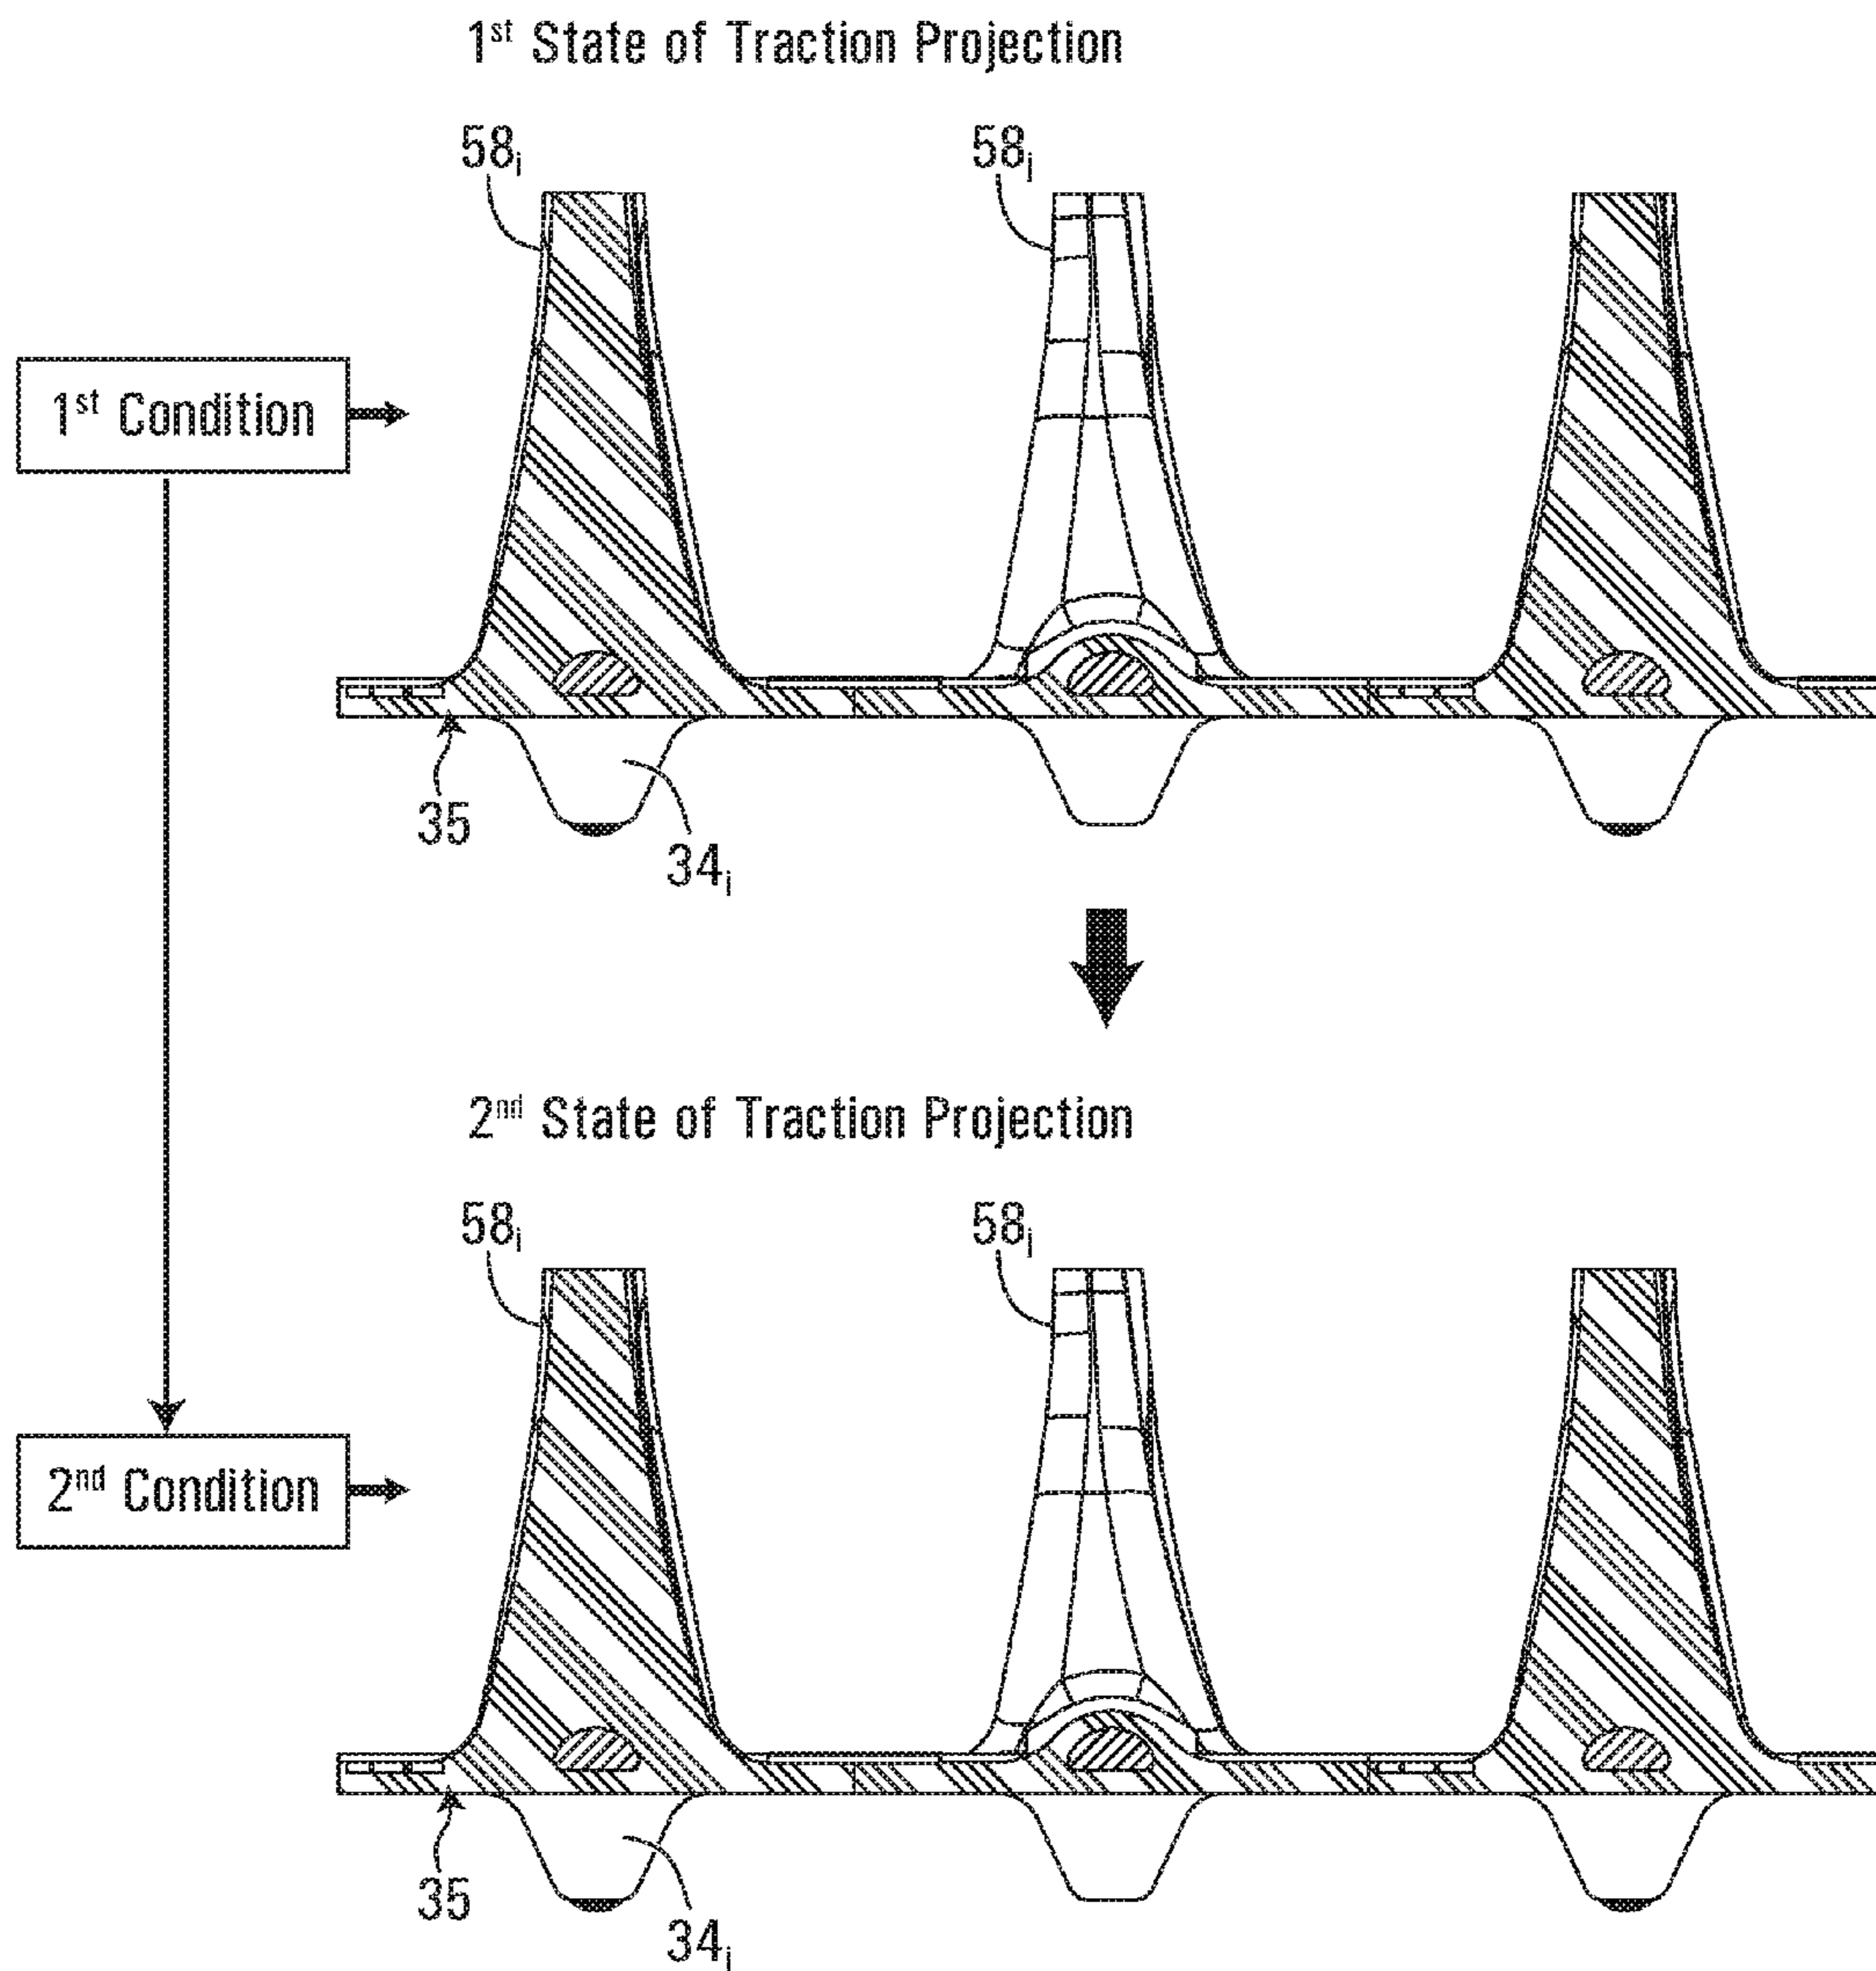 1st State of Traction Projection
58i 58i
1st Condition
35
34i
2nd State of Traction Projection
58i 58i
2nd Condition
35
34i